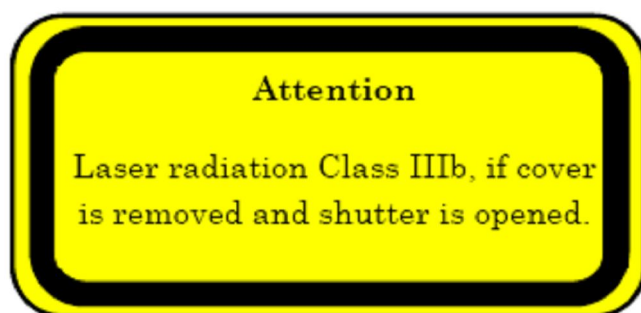 Attention
Laser radiation Class IIIb, if cover
is removed and shutter is opened.